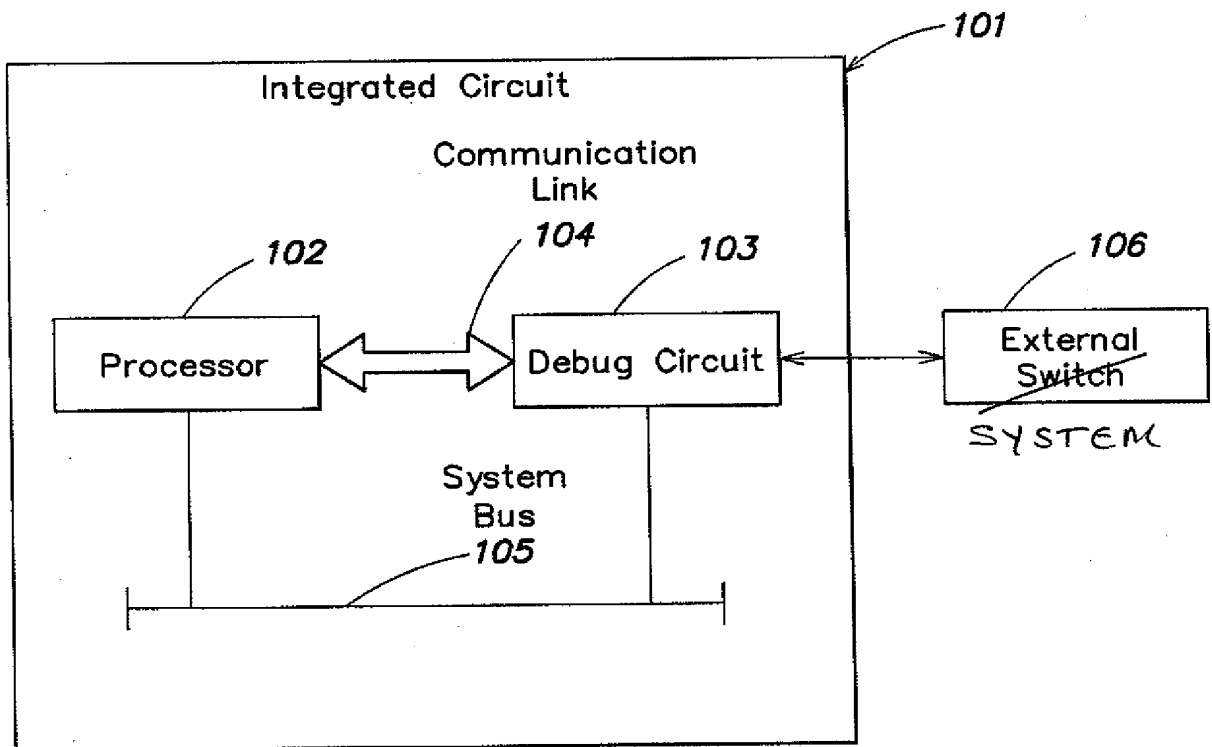 101
Integrated Circuit
Communication
Link
104
102
103
106
Processor
Debug Circuit
External
Switch
SYSTEM
System
Bus
105